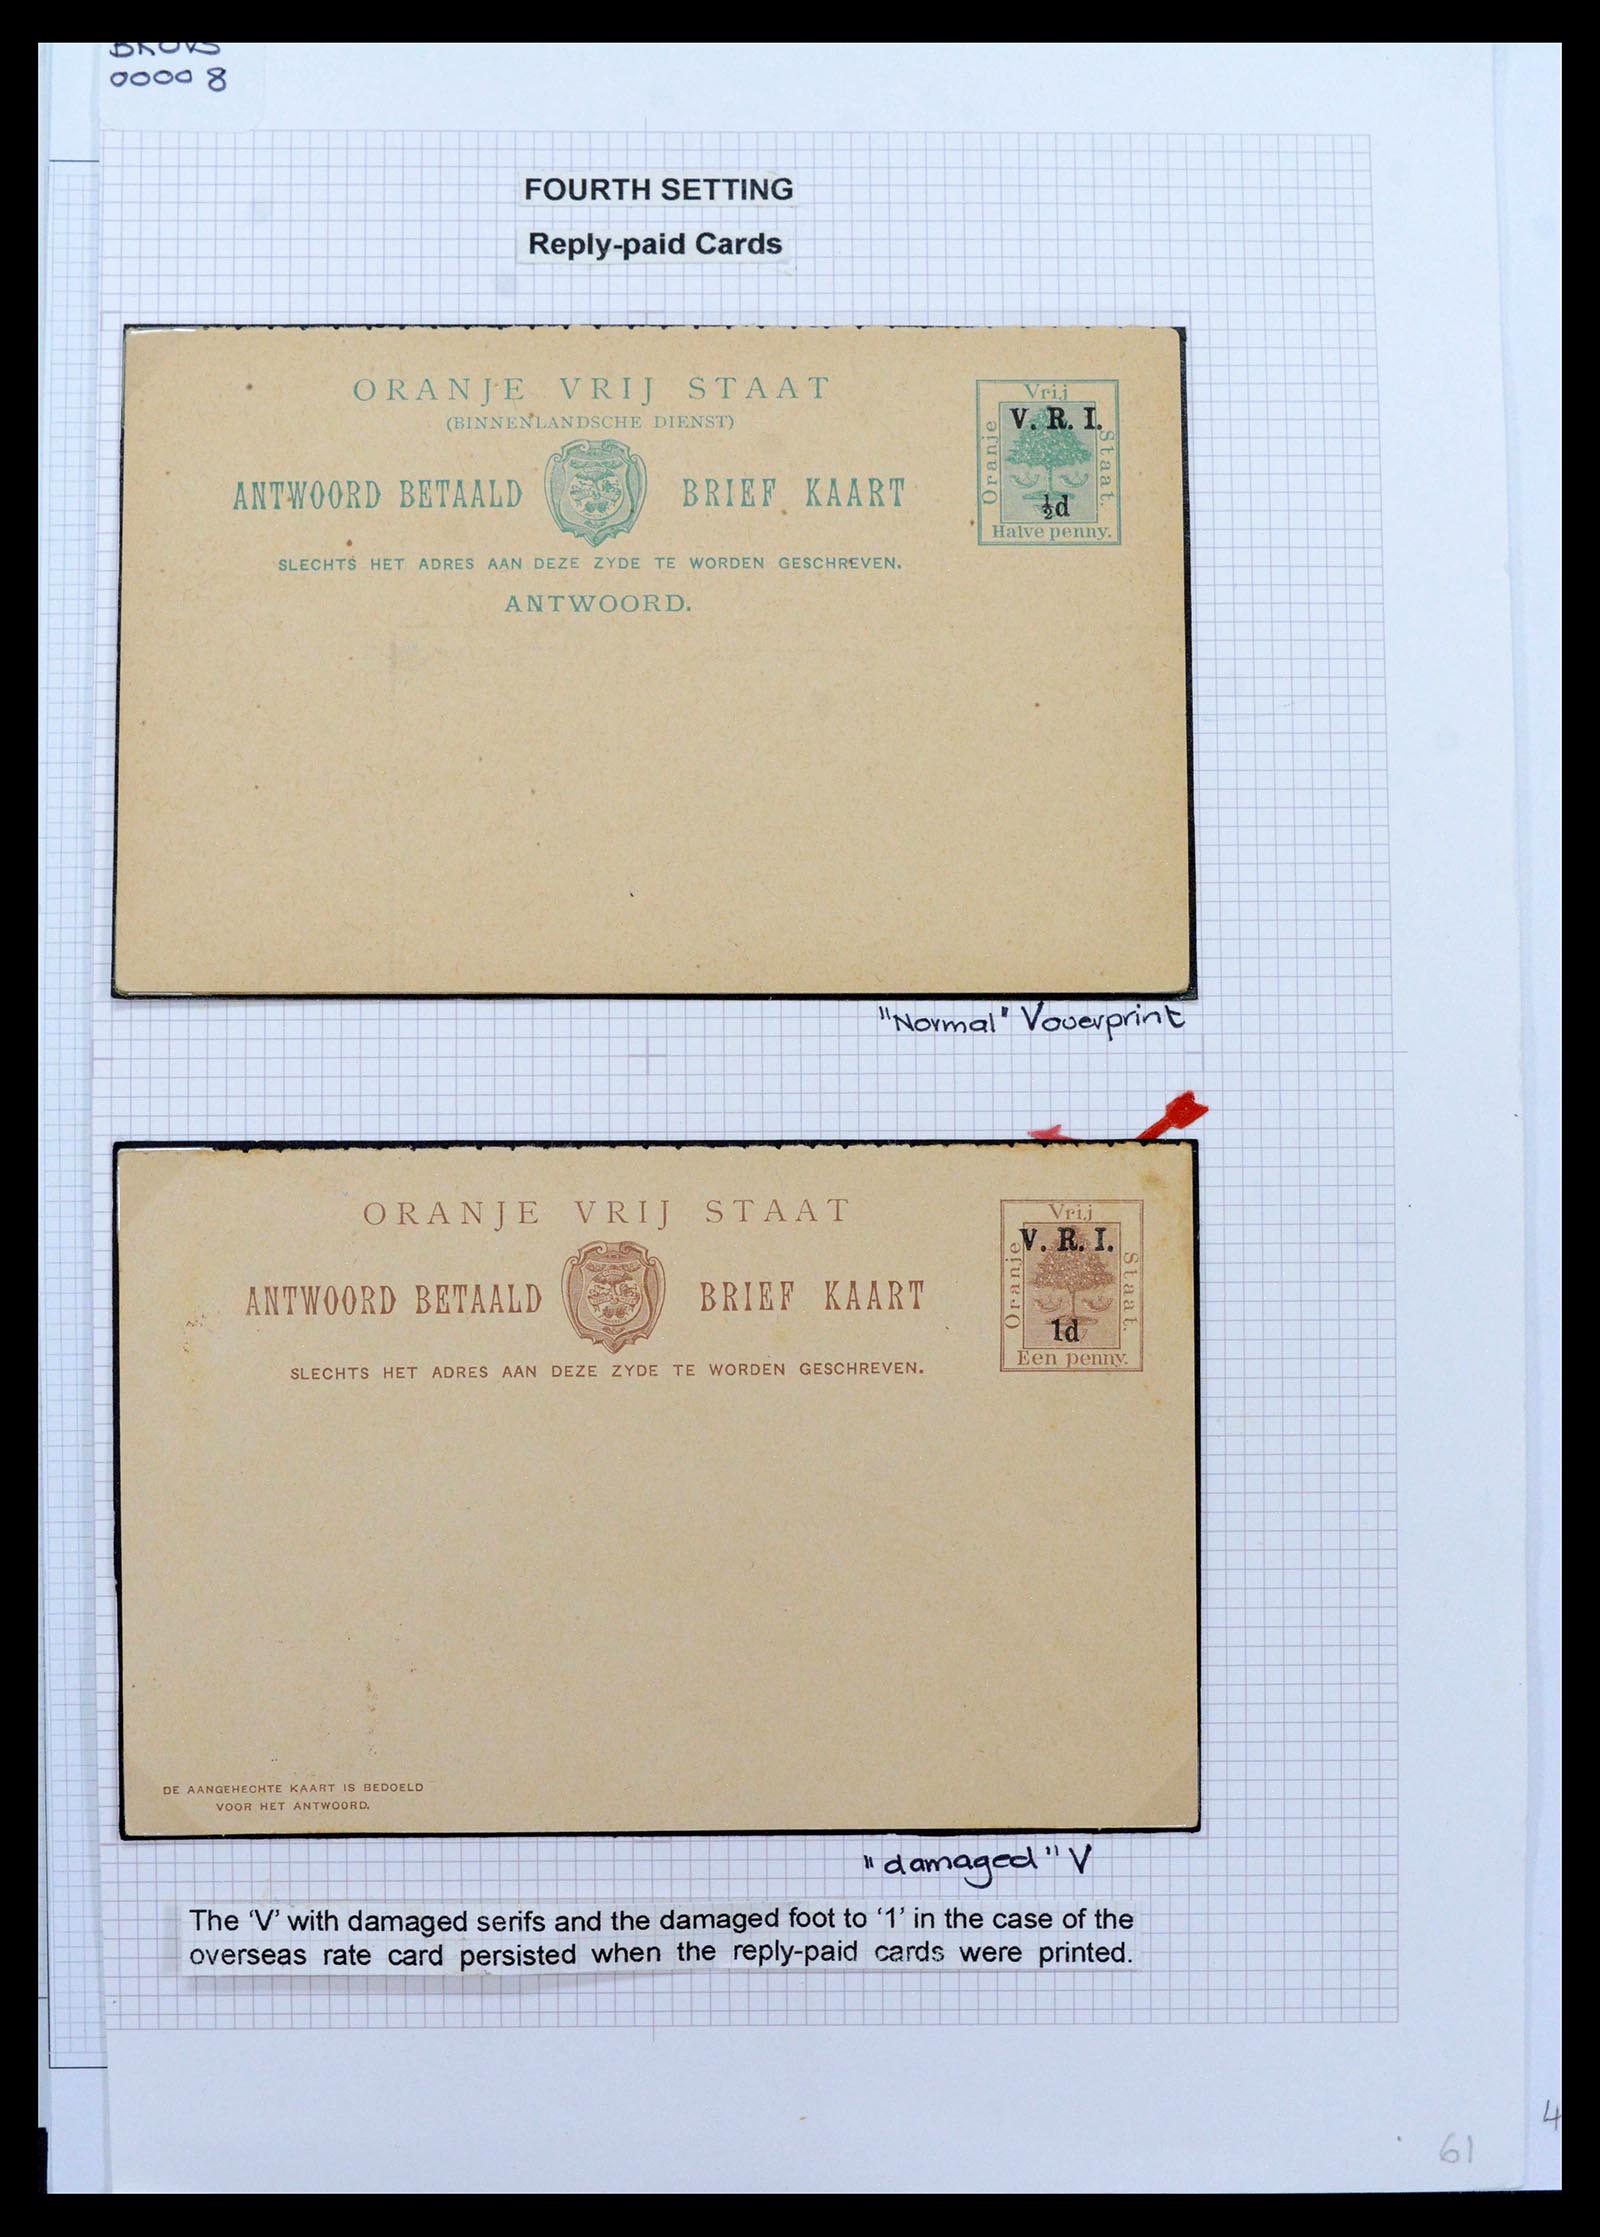 0000 8
FOURTH SETTING
Reply-paid Cards
ORANJE VRIJ STAAT
(BINNENLANDSCHE DIENST)
ANTWOORD BETAALD BRIEF KAART
SLECHTS HET ADRES AAN DEZE ZYDE TE WORDEN GESCHREVEN.
ANTWOORD.
Vrij
Oranje
Staat.
V. R. I.
½d
Halve penny.
"Normal" V overprint
ORANJE VRIJ STAAT
ANTWOORD BETAALD BRIEF KAART
SLECHTS HET ADRES AAN DEZE ZYDE TE WORDEN GESCHREVEN.
Vrij
Oranje
Staat.
V. R. I.
1d
Een penny.
DE AANGEHECHTE KAART IS BEDOELD
VOOR HET ANTWOORD.
"damaged" V
The ‘V’ with damaged serifs and the damaged foot to ‘1’ in the case of the
overseas rate card persisted when the reply-paid cards were printed.
4
61